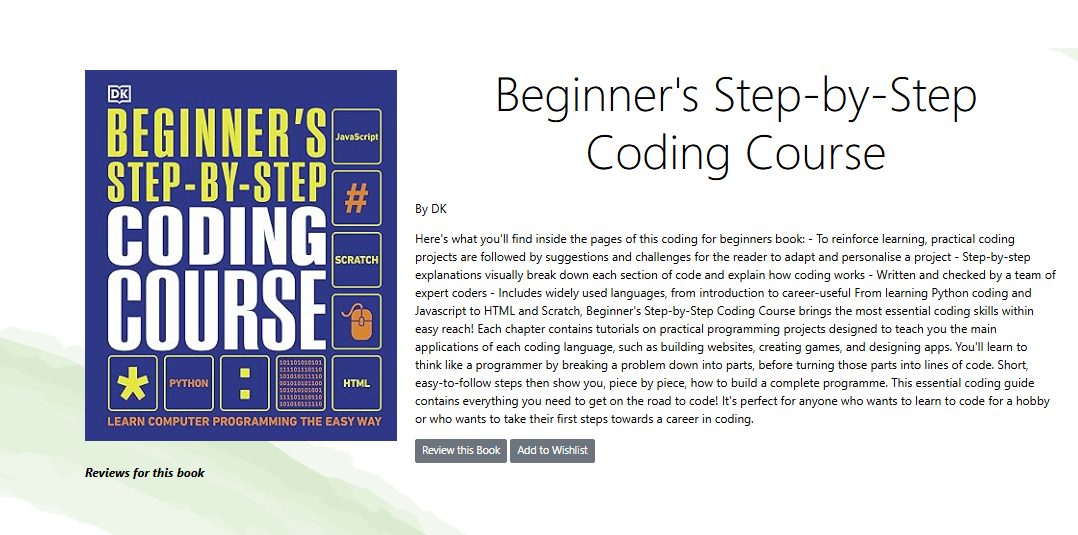 DK
BEGINNER'S
STEP-BY-STEP
CODING
COURSE
JavaScript
#
SCRATCH
*
PYTHON
:
101101010101
HTML
LEARN COMPUTER PROGRAMMING THE EASY WAY
Reviews for this book
Beginner's Step-by-Step
Coding Course
By DK
Here's what you'll find inside the pages of this coding for beginners book: - To reinforce learning, practical coding
projects are followed by suggestions and challenges for the reader to adapt and personalise a project - Step-by-step
explanations visually break down each section of code and explain how coding works - Written and checked by a team of
expert coders - Includes widely used languages, from introduction to career-useful From learning Python coding and
Javascript to HTML and Scratch, Beginner's Step-by-Step Coding Course brings the most essential coding skills within
easy reach! Each chapter contains tutorials on practical programming projects designed to teach you the main
applications of each coding language, such as building websites, creating games, and designing apps. You'll learn to
think like a programmer by breaking a problem down into parts, before turning those parts into lines of code. Short,
easy-to-follow steps then show you, piece by piece, how to build a complete programme. This essential coding guide
contains everything you need to get on the road to code! It's perfect for anyone who wants to learn to code for a hobby
or who wants to take their first steps towards a career in coding.
Review this Book
Add to Wishlist